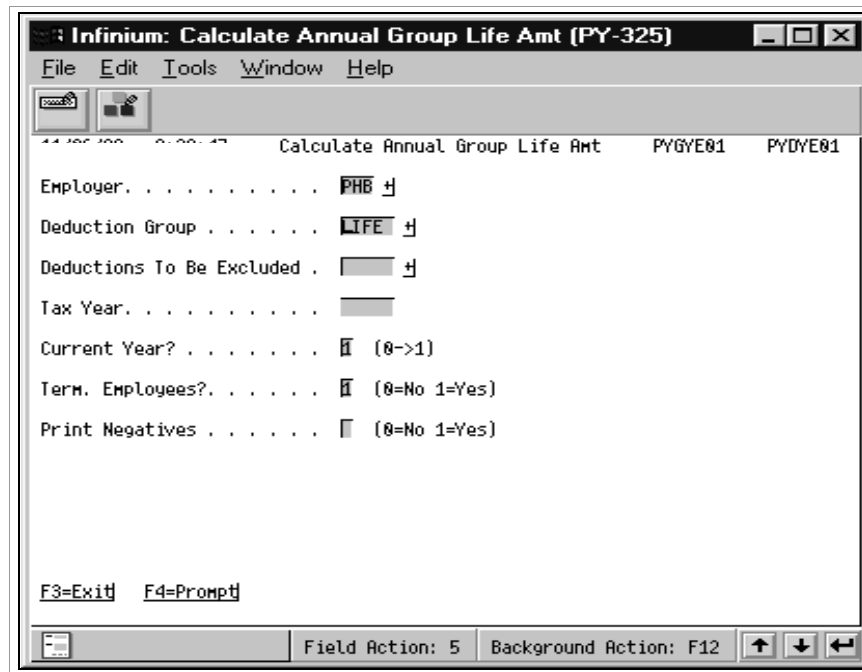 Infinium: Calculate Annual Group Life Amt (PY-325)
File Edit Tools Window Help
Calculate Annual Group Life Amt PYGYE01 PYDYE01
Employer. . . . . . . . . . PHB +
Deduction Group . . . . . . LIFE +
Deductions To Be Excluded . +
Tax Year. . . . . . . . . .
Current Year? . . . . . . . 1 (0->1)
Term. Employees?. . . . . . 1 (0=No 1=Yes)
Print Negatives . . . . . . (0=No 1=Yes)
F3=Exit F4=Prompt
Field Action: 5 Background Action: F12